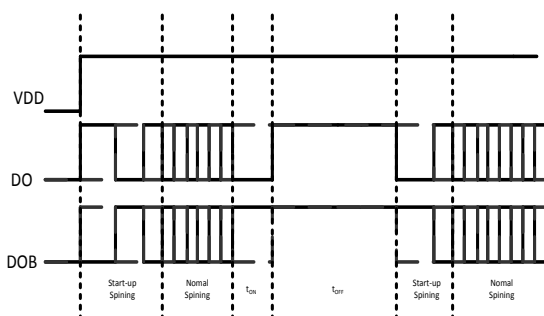 VDD
DO
DOB
Start-up
Spining
Nomal
Spining
tON
tOFF
Start-up
Spining
Nomal
Spining